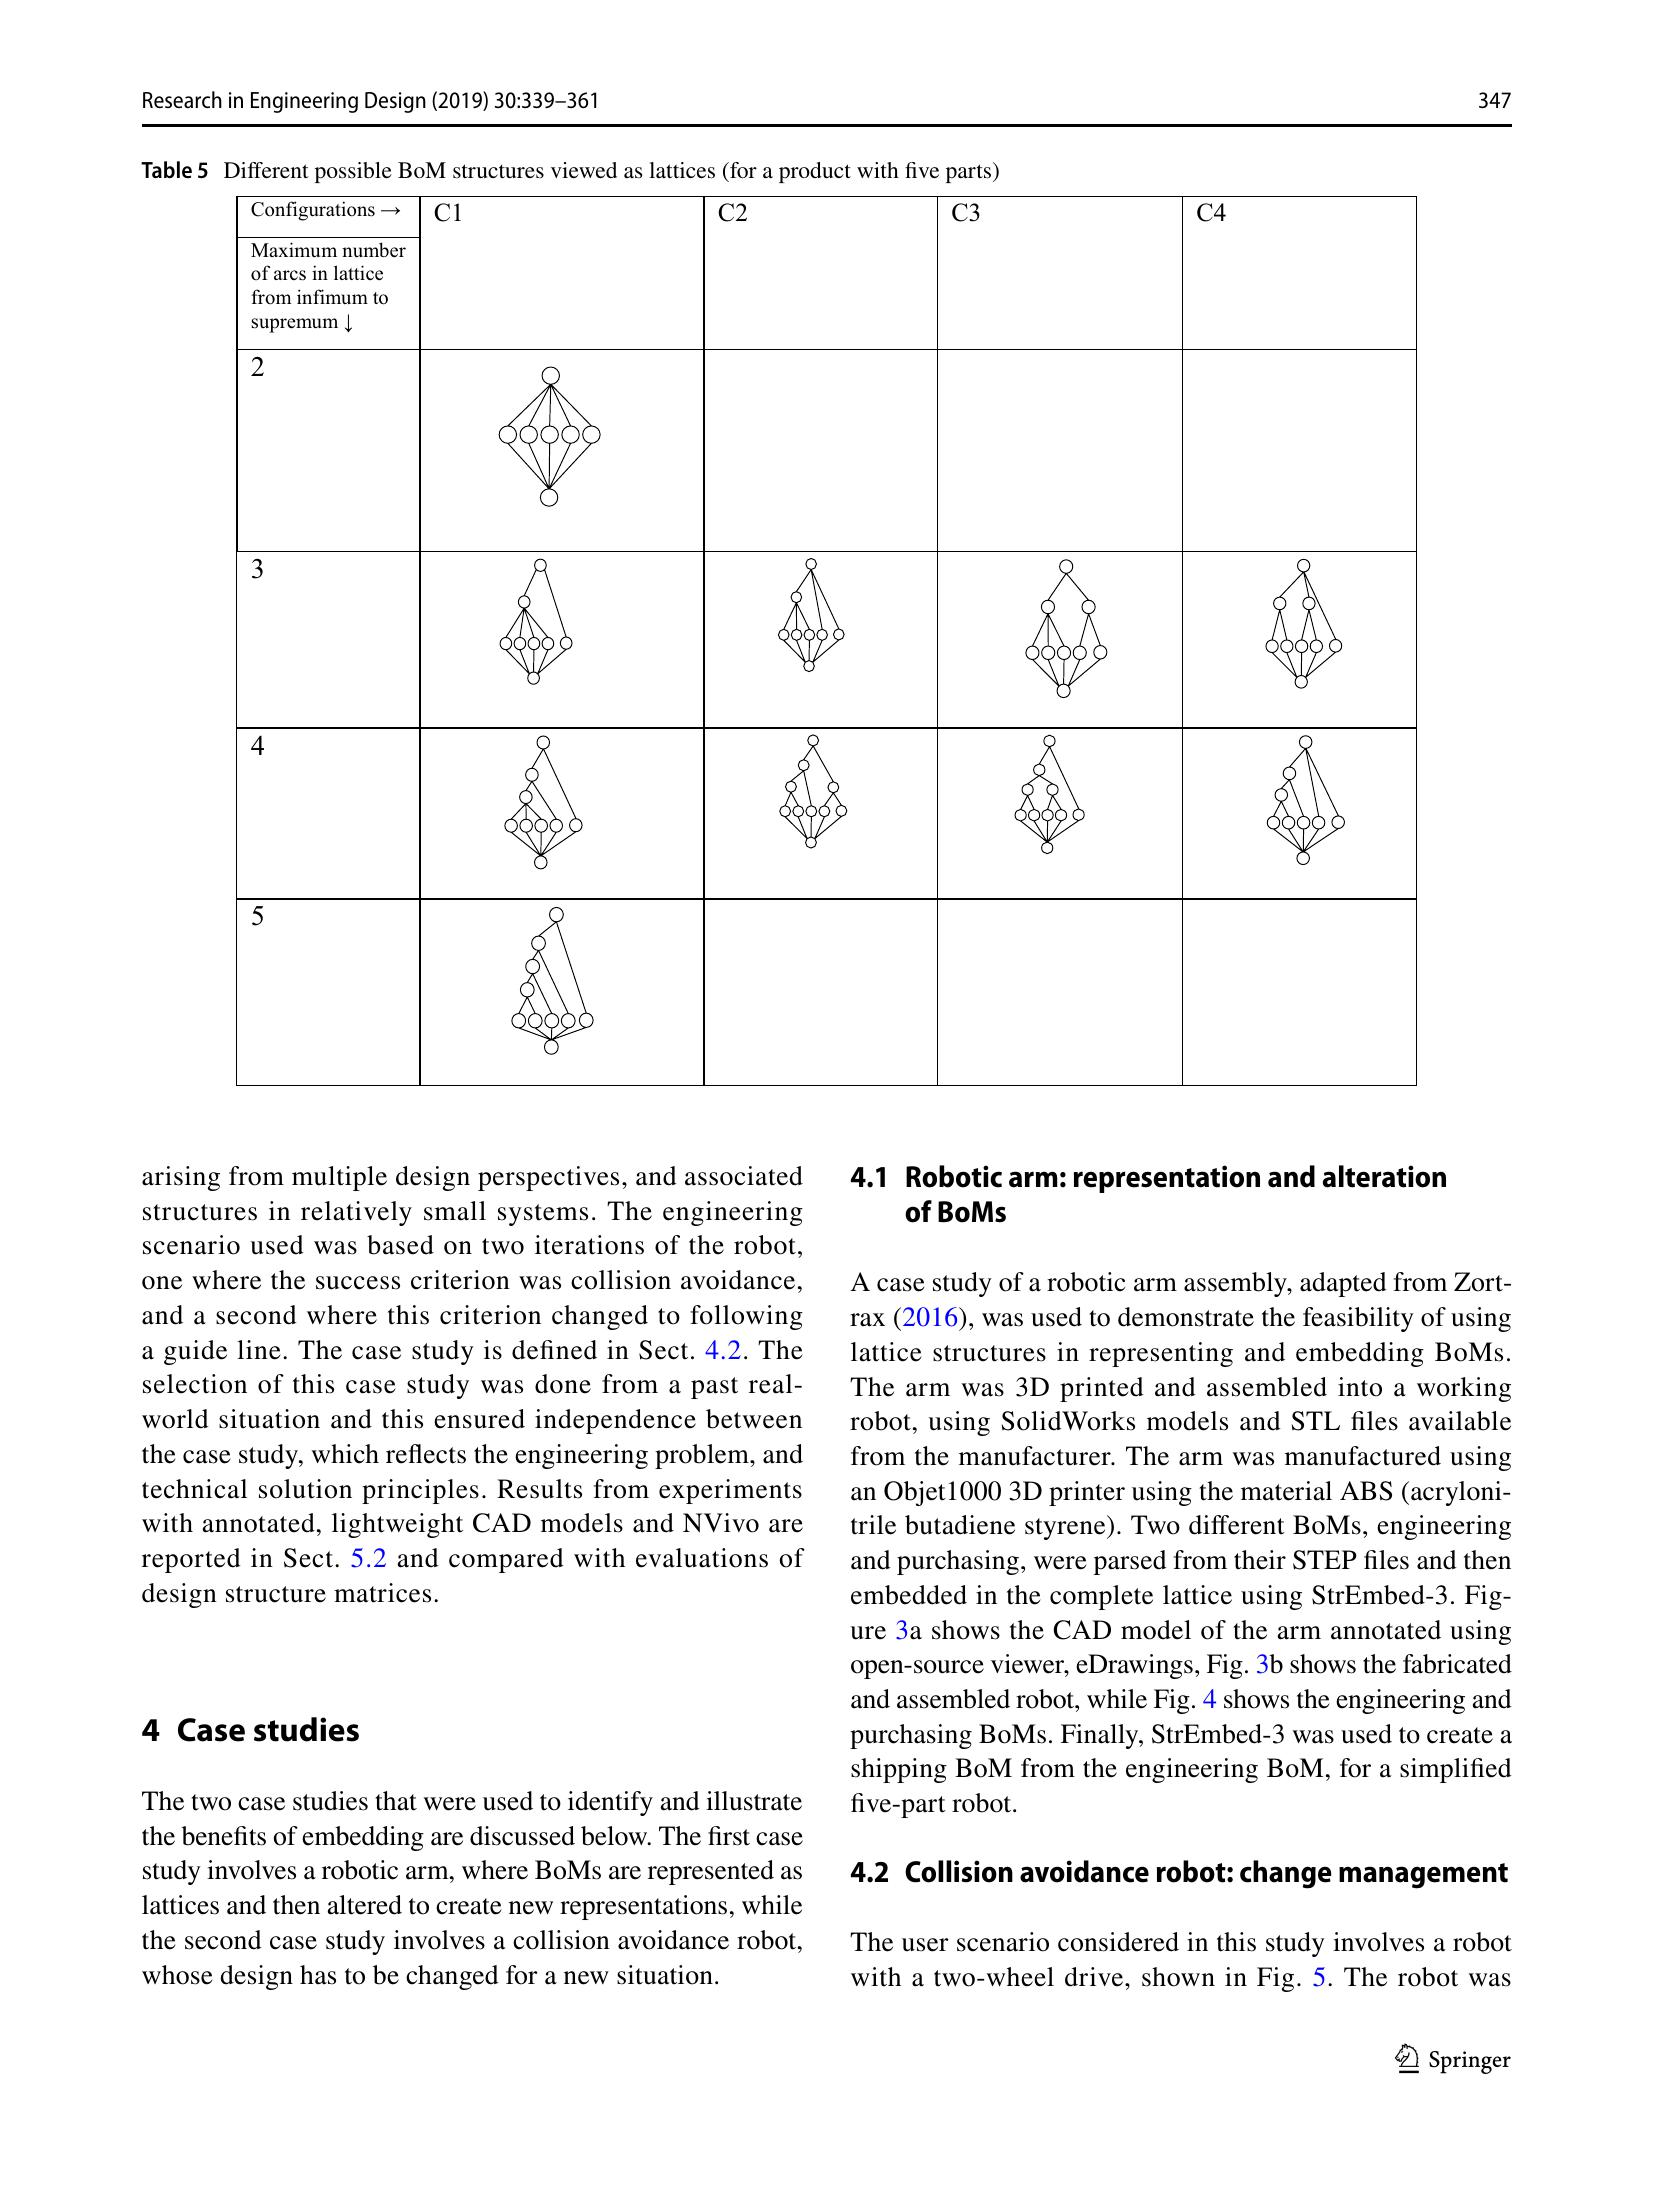 Research in Engineering Design (2019) 30:339–361
347
Table 5 Different possible BoM structures viewed as lattices (for a product with five parts)
Configurations →
C1
C2
C3
C4
Maximum number
of arcs in lattice
from infimum to
supremum ↓
2
3
4
5
arising from multiple design perspectives, and associated
structures in relatively small systems. The engineering
scenario used was based on two iterations of the robot,
one where the success criterion was collision avoidance,
and a second where this criterion changed to following
a guide line. The case study is defined in Sect. 4.2. The
selection of this case study was done from a past real-
world situation and this ensured independence between
the case study, which reflects the engineering problem, and
technical solution principles. Results from experiments
with annotated, lightweight CAD models and NVivo are
reported in Sect. 5.2 and compared with evaluations of
design structure matrices.
4 Case studies
The two case studies that were used to identify and illustrate
the benefits of embedding are discussed below. The first case
study involves a robotic arm, where BoMs are represented as
lattices and then altered to create new representations, while
the second case study involves a collision avoidance robot,
whose design has to be changed for a new situation.
4.1 Robotic arm: representation and alteration
of BoMs
A case study of a robotic arm assembly, adapted from Zort-
rax (2016), was used to demonstrate the feasibility of using
lattice structures in representing and embedding BoMs.
The arm was 3D printed and assembled into a working
robot, using SolidWorks models and STL files available
from the manufacturer. The arm was manufactured using
an Objet1000 3D printer using the material ABS (acryloni-
trile butadiene styrene). Two different BoMs, engineering
and purchasing, were parsed from their STEP files and then
embedded in the complete lattice using StrEmbed-3. Fig-
ure 3a shows the CAD model of the arm annotated using
open-source viewer, eDrawings, Fig. 3b shows the fabricated
and assembled robot, while Fig. 4 shows the engineering and
purchasing BoMs. Finally, StrEmbed-3 was used to create a
shipping BoM from the engineering BoM, for a simplified
five-part robot.
4.2 Collision avoidance robot: change management
The user scenario considered in this study involves a robot
with a two-wheel drive, shown in Fig. 5. The robot was
Springer